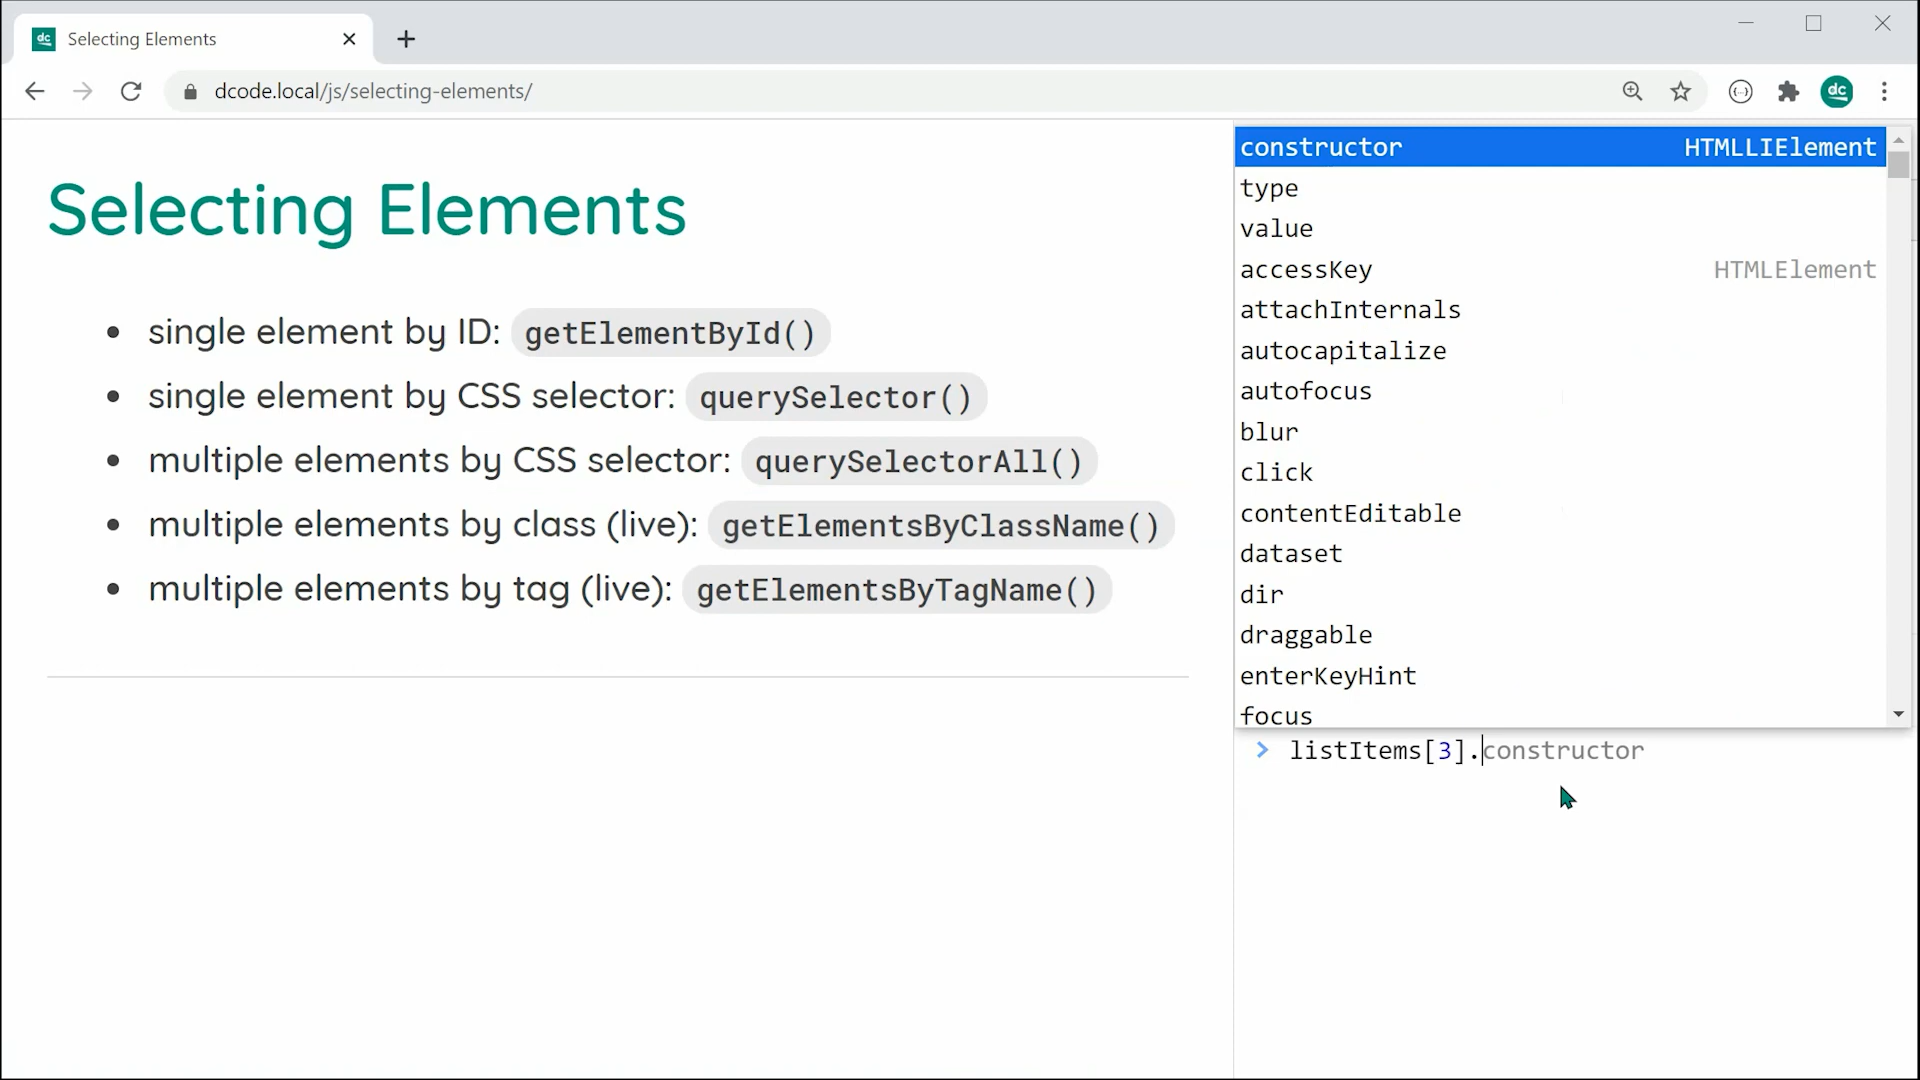 dc Selecting Elements
dcode.local/js/selecting-elements/
dc
Selecting Elements
• single element by ID: getElementById()
• single element by CSS selector: querySelector()
• multiple elements by CSS selector: querySelectorAll()
• multiple elements by class (live): getElementsByClassName()
• multiple elements by tag (live): getElementsByTagName()
constructor HTMLLIElement
type
value
accessKey HTMLElement
attachInternals
autocapitalize
autofocus
blur
click
contentEditable
dataset
dir
draggable
enterKeyHint
focus
> listItems[3].constructor